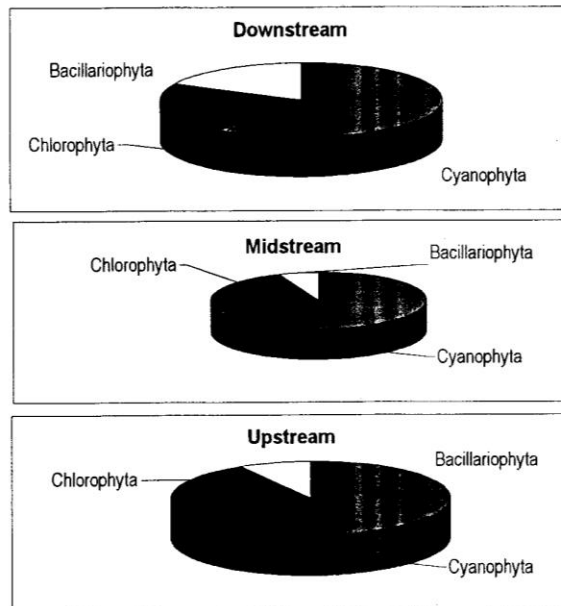 Downstream
Bacillariophyta
Chlorophyta
Cyanophyta
Midstream
Chlorophyta
Bacillariophyta
Cyanophyta
Upstream
Bacillariophyta
Chlorophyta
Cyanophyta